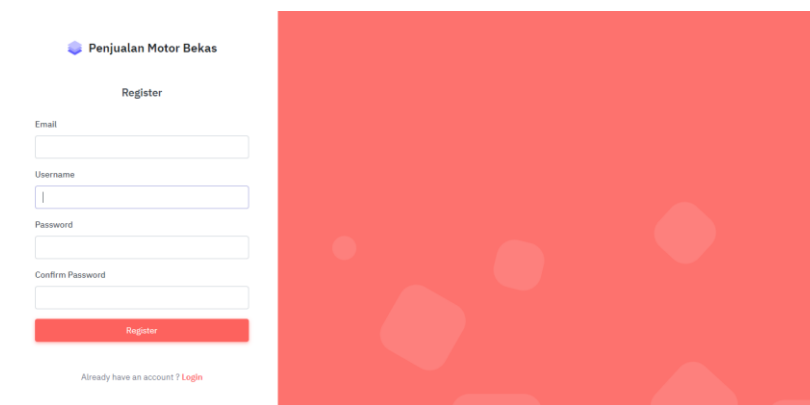 Penjualan Motor Bekas
Register
Email
Username
Password
Confirm Password
Register
Already have an account ? Login